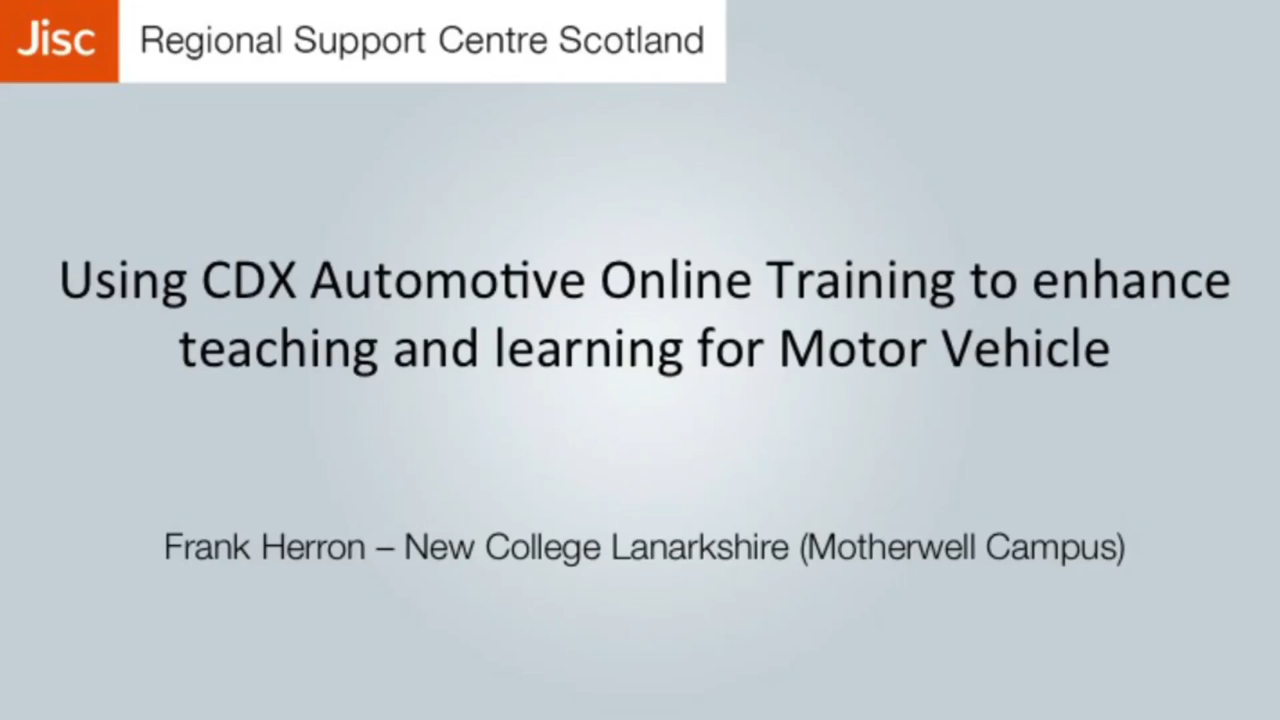 Jisc Regional Support Centre Scotland
Using CDX Automotive Online Training to enhance
teaching and learning for Motor Vehicle
Frank Herron – New College Lanarkshire (Motherwell Campus)